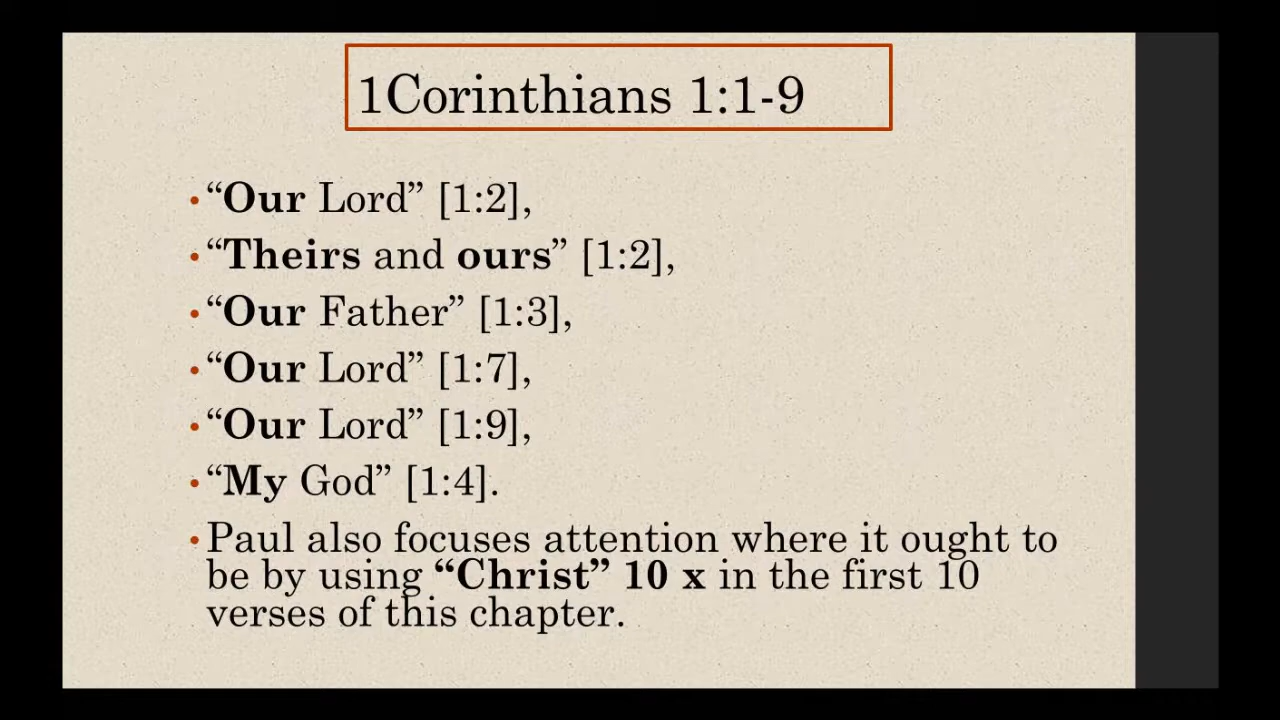 1Corinthians 1:1-9
•“Our Lord” [1:2],
•“Theirs and ours” [1:2],
•“Our Father” [1:3],
•“Our Lord” [1:7],
•“Our Lord” [1:9],
•“My God” [1:4].
•Paul also focuses attention where it ought to
be by using “Christ” 10 x in the first 10
verses of this chapter.